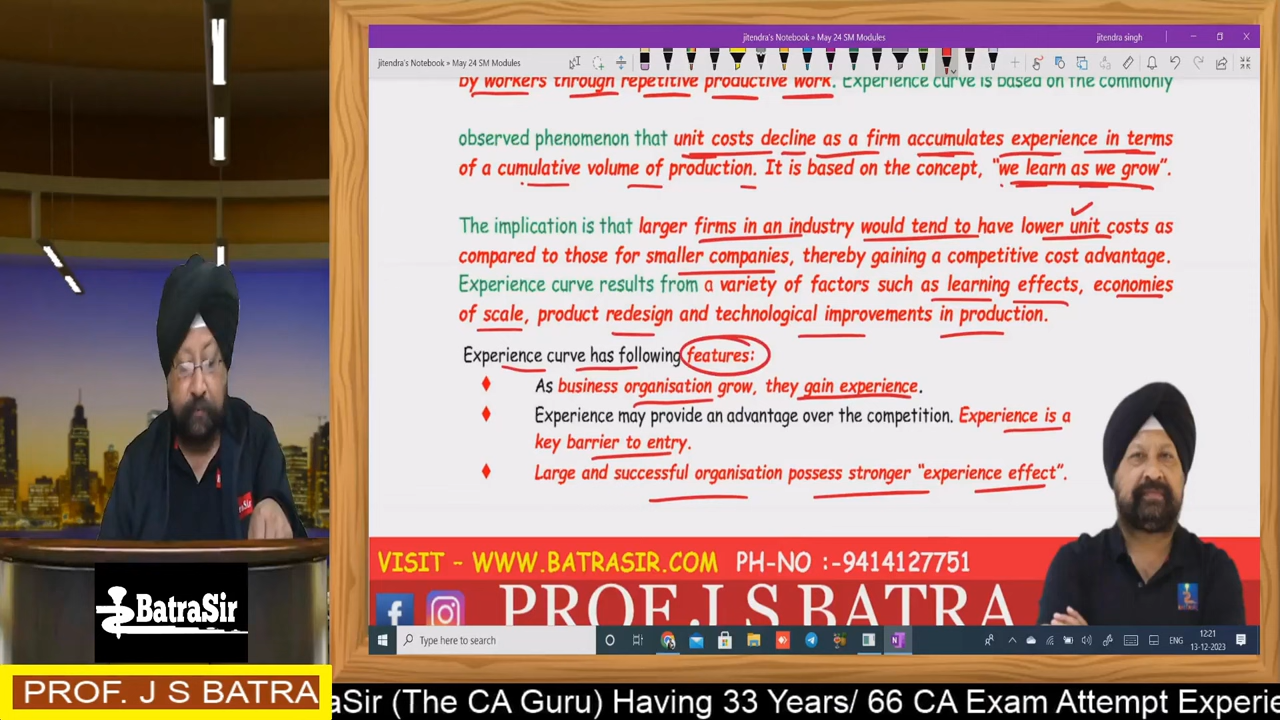 jitendra's Notebook » May 24 SM Modules
jitendra singh
jitendra's Notebook » May 24 SM Modules
by workers through repetitive productive work. Experience curve is based on the commonly
observed phenomenon that unit costs decline as a firm accumulates experience in terms
of a cumulative volume of production. It is based on the concept, "we learn as we grow".
The implication is that larger firms in an industry would tend to have lower unit costs as
compared to those for smaller companies, thereby gaining a competitive cost advantage.
Experience curve results from a variety of factors such as learning effects, economies
of scale, product redesign and technological improvements in production.
Experience curve has following features:
♦ As business organisation grow, they gain experience.
♦ Experience may provide an advantage over the competition. Experience is a
key barrier to entry.
♦ Large and successful organisation possess stronger "experience effect".
VISIT - WWW.BATRASIR.COM PH-NO :-9414127751
PROF.J S BATRA
Type here to search
ENG
12:21
13-12-2023
BatraSir
PROF. J S BATRA
aSir (The CA Guru) Having 33 Years/ 66 CA Exam Attempt Experie